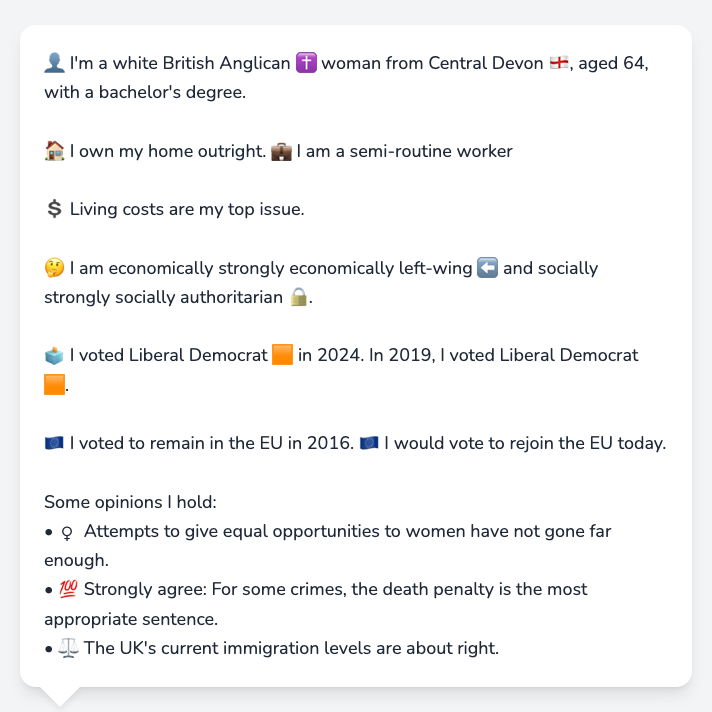 👤 I'm a white British Anglican ✝️ woman from Central Devon 🏴󠁧󠁢󠁥󠁮󠁧󠁿, aged 64,
with a bachelor's degree.
🏠 I own my home outright. 💼 I am a semi-routine worker
💲 Living costs are my top issue.
🤔 I am economically strongly economically left-wing ⬅️ and socially
strongly socially authoritarian 🔒.
🗳️ I voted Liberal Democrat 🟧 in 2024. In 2019, I voted Liberal Democrat
🟧.
🇪🇺 I voted to remain in the EU in 2016. 🇪🇺 I would vote to rejoin the EU today.
Some opinions I hold:
• ♀ Attempts to give equal opportunities to women have not gone far
enough.
• 💯 Strongly agree: For some crimes, the death penalty is the most
appropriate sentence.
• ⚖️ The UK's current immigration levels are about right.